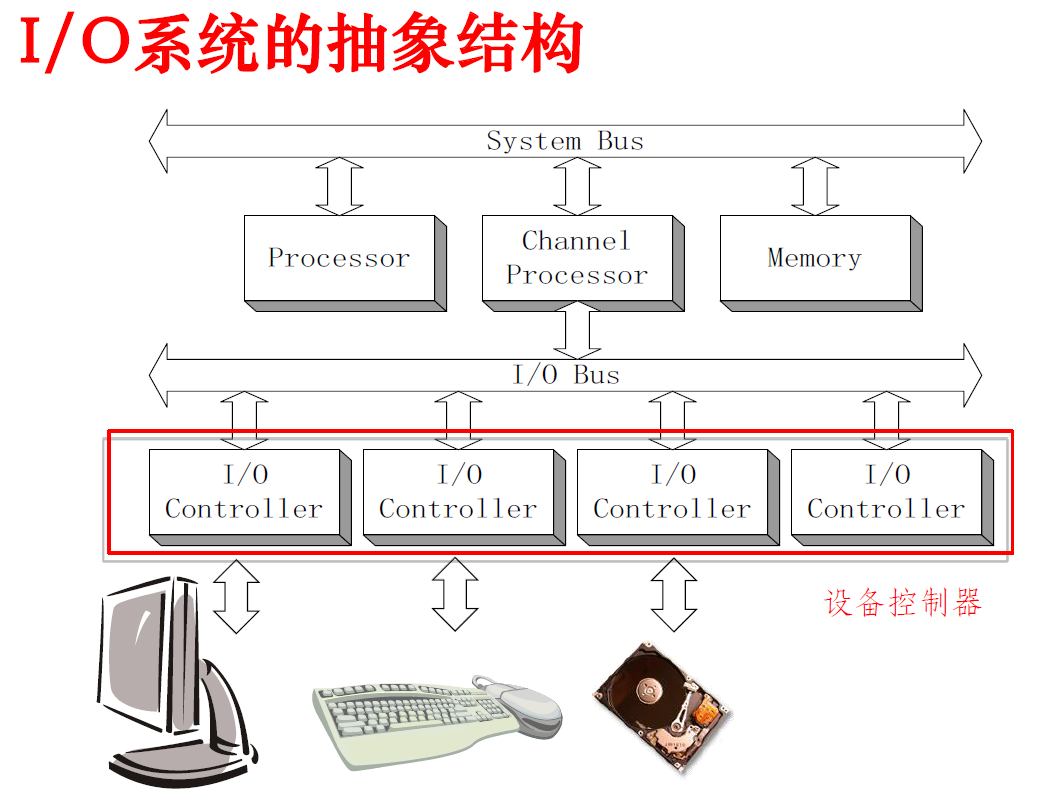 I/O系统的抽象结构
System Bus
Processor
Channel
Processor
Memory
I/O Bus
I/O
Controller
I/O
Controller
I/O
Controller
I/O
Controller
设备控制器